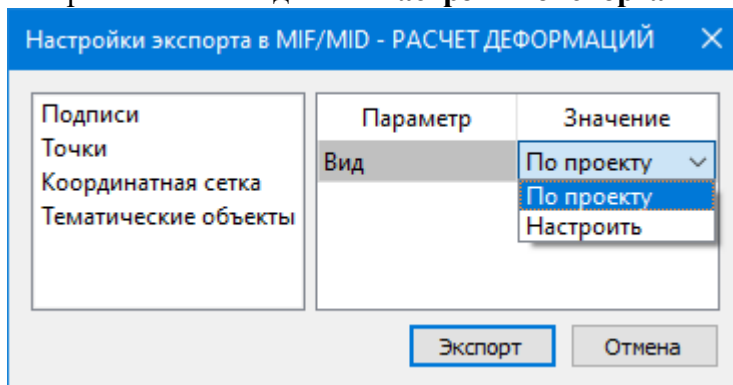 Настройки экспорта в MIF/MID - РАСЧЕТ ДЕФОРМАЦИЙ
Подписи
Точки
Координатная сетка
Тематические объекты
Параметр Значение
Вид По проекту
По проекту
Настроить
Экспорт Отмена